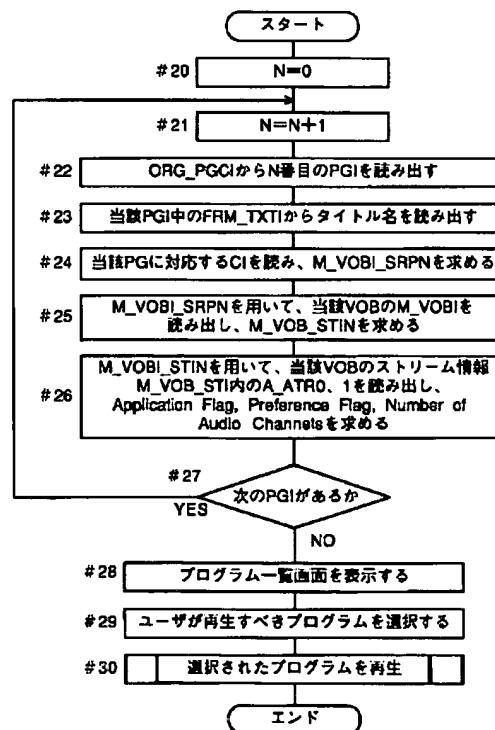 スタート
#20
N=0
#21
N=N+1
#22
ORG_PGCIからN番目のPGIを読み出す
#23
当該PGI中のFRM_TXTIからタイトル名を読み出す
#24
当該PGに対応するCIを読み、M_VOBI_SRPNを求める
#25
M_VOBI_SRPNを用いて、当該VOBのM_VOBIを
読み出し、M_VOB_STINを求める
#26
M_VOBI_STINを用いて、当該VOBのストリーム情報
M_VOB_STI内のA_ATR0、1を読み出し、
Application Flag, Preference Flag, Number of
Audio Channelsを求める
#27
次のPGIがあるか
YES
NO
#28
プログラム一覧画面を表示する
#29
ユーザが再生すべきプログラムを選択する
#30
選択されたプログラムを再生
エンド